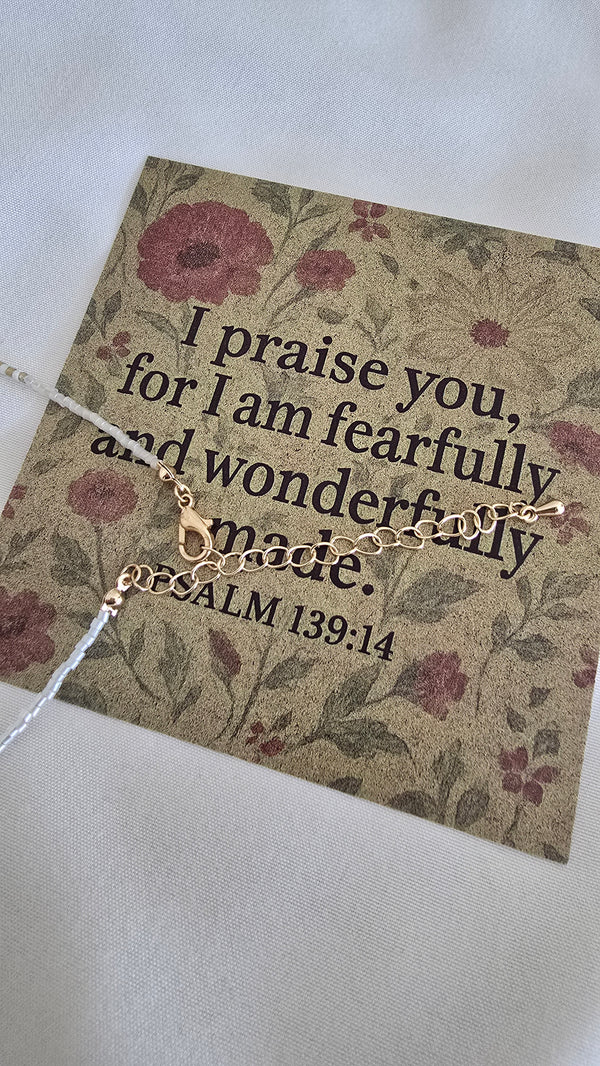 I praise you,
for I am fearfully
and wonderfully
made.
PSALM 139:14